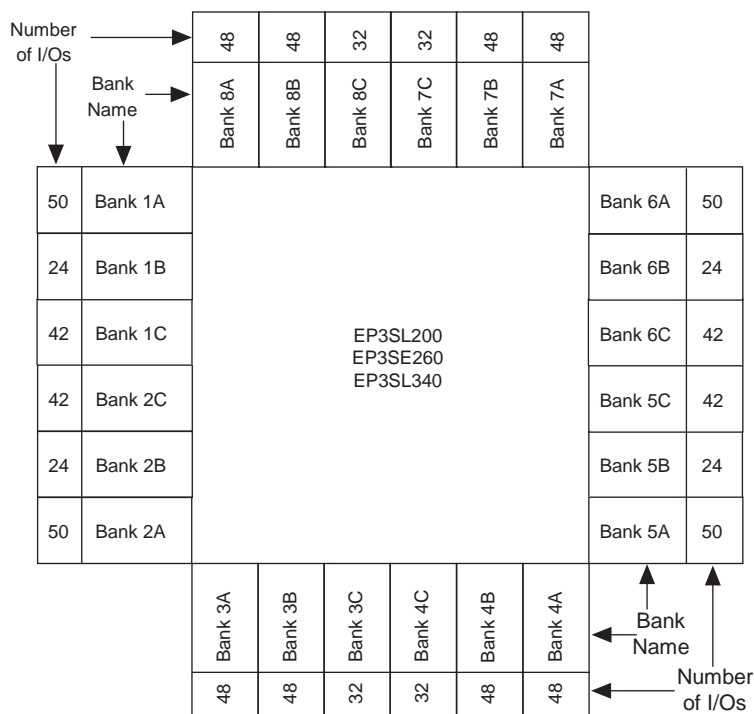 Number
of I/Os
48 48 32 32 48 48
Bank
Name
Bank 8A Bank 8B Bank 8C Bank 7C Bank 7B Bank 7A
50 Bank 1A
24 Bank 1B
42 Bank 1C
42 Bank 2C
24 Bank 2B
50 Bank 2A
EP3SL200
EP3SE260
EP3SL340
Bank 6A 50
Bank 6B 24
Bank 6C 42
Bank 5C 42
Bank 5B 24
Bank 5A 50
Bank 3A Bank 3B Bank 3C Bank 4C Bank 4B Bank 4A
Bank
Name
48 48 32 32 48 48
Number
of I/Os